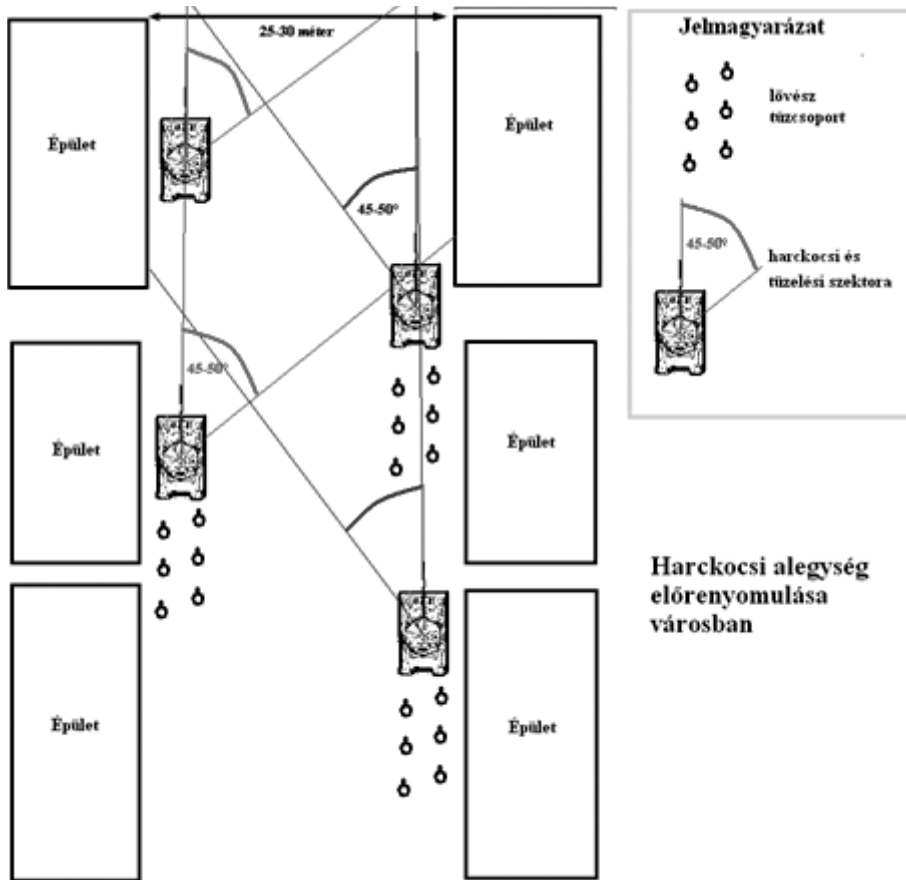 25-30 méter
Épület
Épület
45-50°
45-50°
Épület
Épület
Épület
Épület
Jelmagyarázat
lövész
tűzcsoport
45-50°
harckocsi és
tüzelési szektora
Harckocsi alegység
előrenyomulása
városban